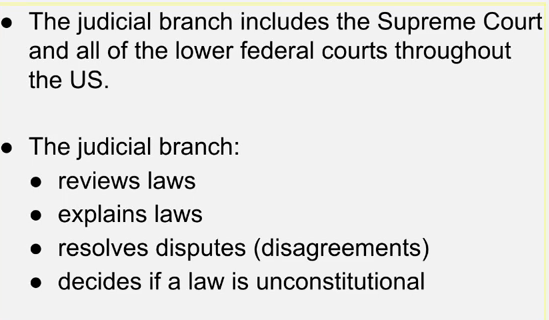 ● The judicial branch includes the Supreme Court
and all of the lower federal courts throughout
the US.
● The judicial branch:
● reviews laws
● explains laws
● resolves disputes (disagreements)
● decides if a law is unconstitutional